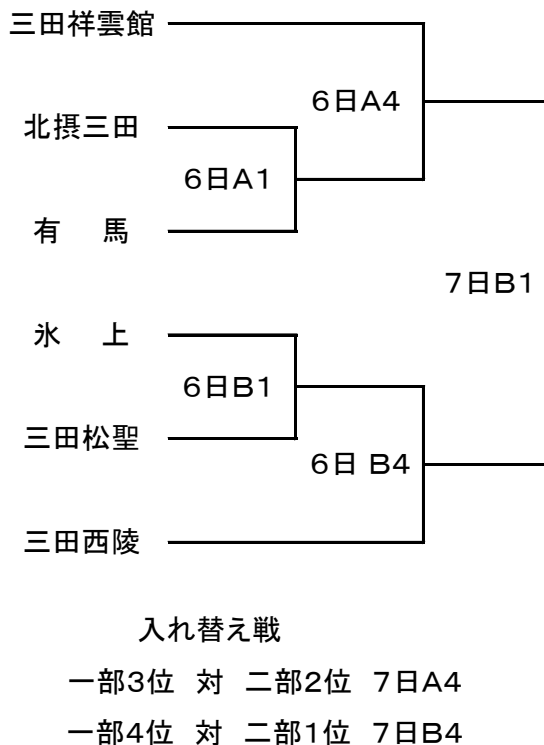 三田祥雲館
6日A4
北摂三田
6日A1
有　馬
7日B1
氷　上
6日B1
三田松聖
6日 B4
三田西陵
入れ替え戦
一部3位 対 二部2位 7日A4
一部4位 対 二部1位 7日B4